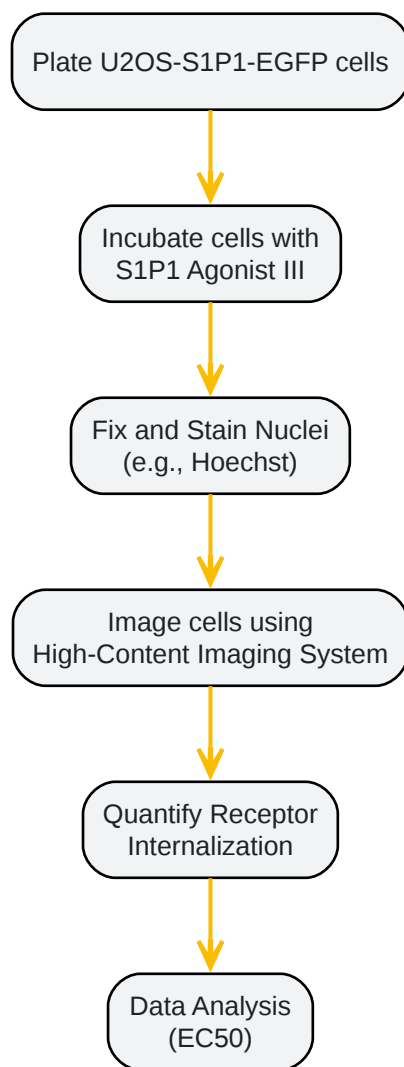 Plate U2OS-S1P1-EGFP cells
Incubate cells with
S1P1 Agonist III
Fix and Stain Nuclei
(e.g., Hoechst)
Image cells using
High-Content Imaging System
Quantify Receptor
Internalization
Data Analysis
(EC50)